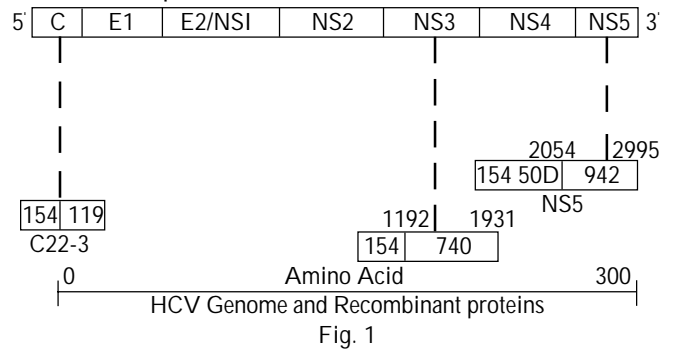 5' C E1 E2/NSI NS2 NS3 NS4 NS5 3'
2054 2995
154 50D 942
NS5
154 119
C22-3
1192 1931
154 740
0 Amino Acid 300
HCV Genome and Recombinant proteins
Fig. 1